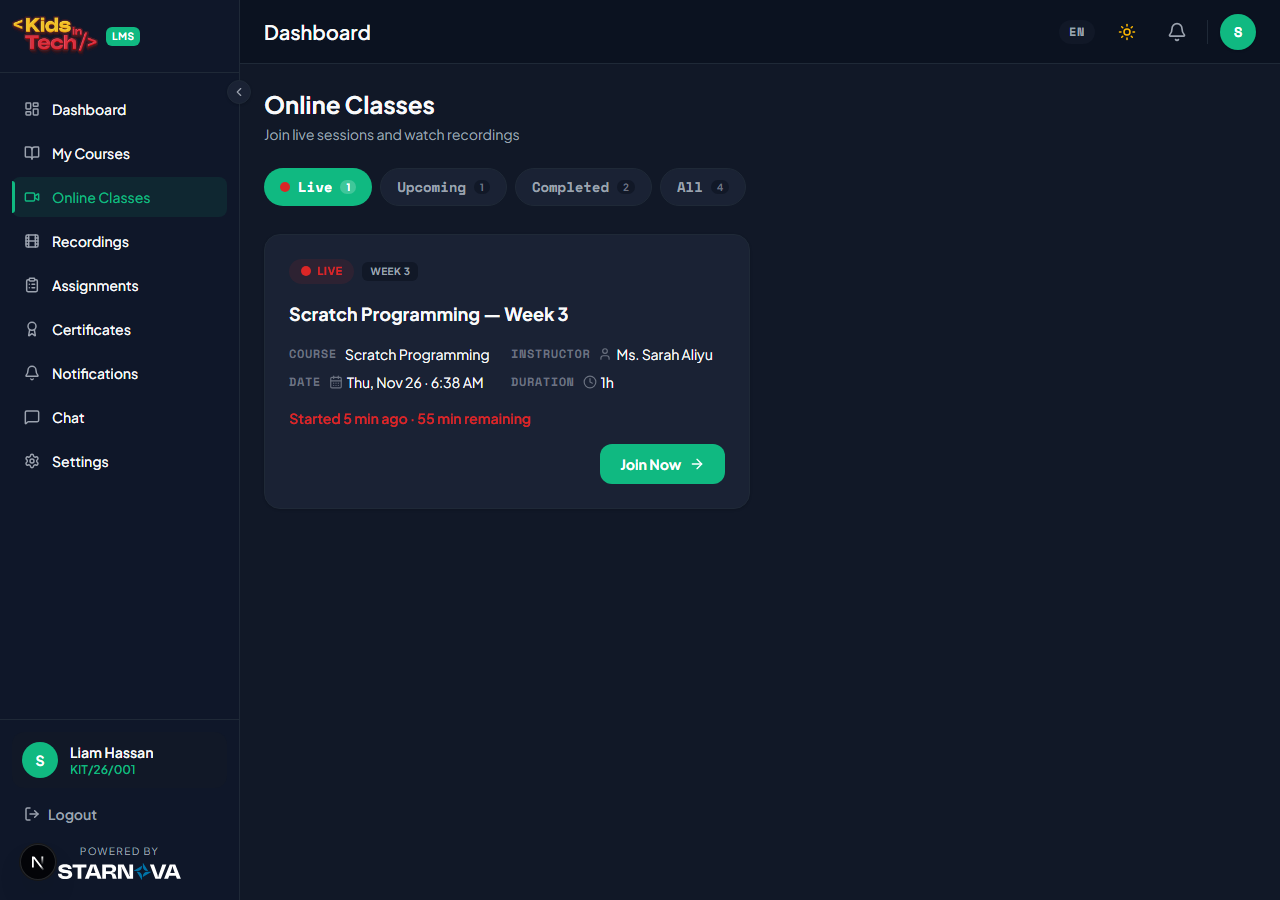 <Kids in
Tech/>
LMS
Dashboard
EN
S
Dashboard
My Courses
Online Classes
Recordings
Assignments
Certificates
Notifications
Chat
Settings
Online Classes
Join live sessions and watch recordings
Live 1
Upcoming 1
Completed 2
All 4
LIVE
WEEK 3
Scratch Programming — Week 3
COURSE Scratch Programming
INSTRUCTOR Ms. Sarah Aliyu
DATE Thu, Nov 26 · 6:38 AM
DURATION 1h
Started 5 min ago · 55 min remaining
Join Now
S
Liam Hassan
KIT/26/001
Logout
N
POWERED BY
STARNOVA